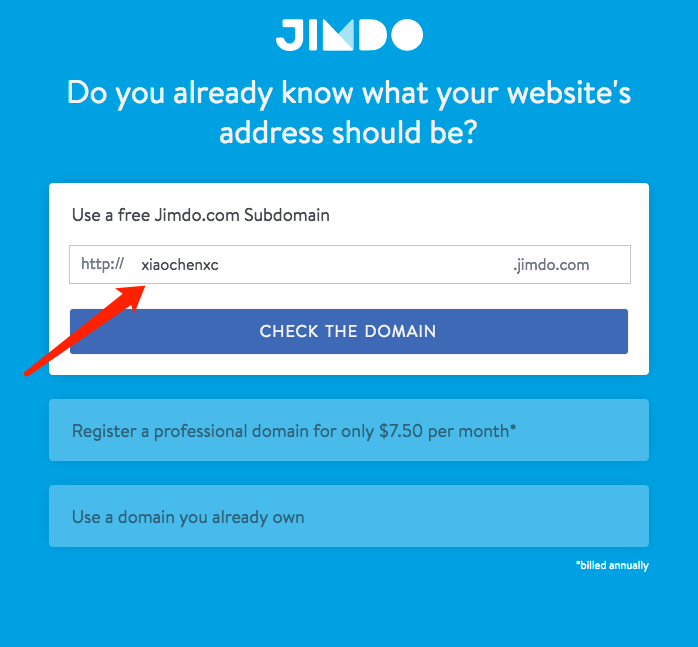 JIMDO
Do you already know what your website's
address should be?
Use a free Jimdo.com Subdomain
http:// xiaochenxc .jimdo.com
CHECK THE DOMAIN
Register a professional domain for only $7.50 per month*
Use a domain you already own
*billed annually